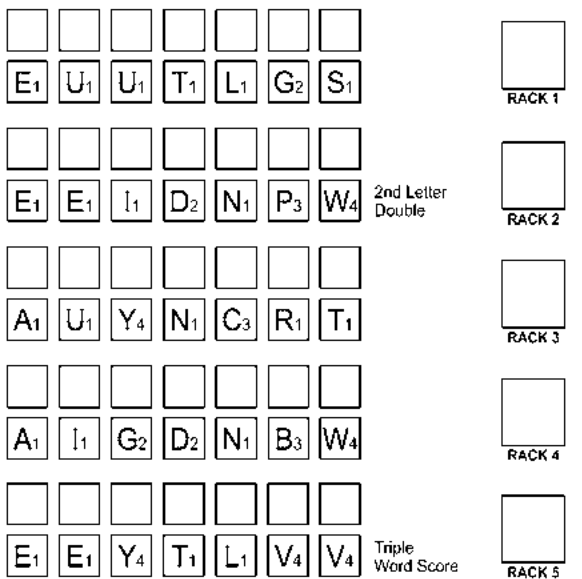 E1 U1 U1 T1 L1 G2 S1 RACK 1
E1 E1 I1 D2 N1 P3 W4 2nd Letter Double RACK 2
A1 U1 Y4 N1 C3 R1 T1 RACK 3
A1 I1 G2 D2 N1 B3 W4 RACK 4
E1 E1 Y4 T1 L1 V4 V4 Triple Word Score RACK 5